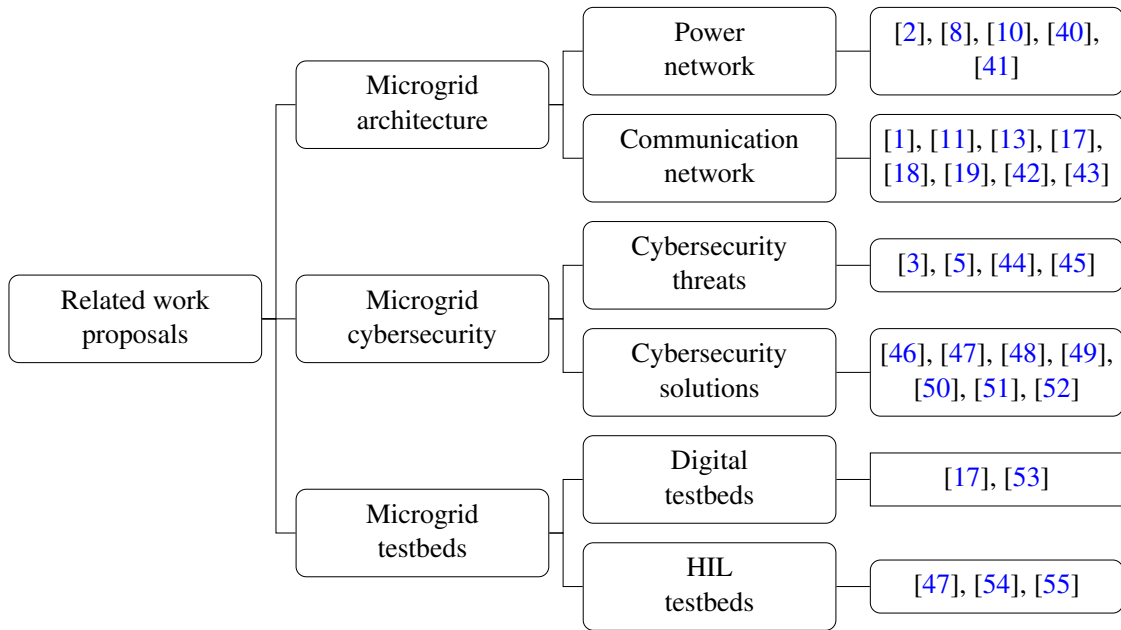 Related work
proposals
Microgrid
architecture
Power
network
[2], [8], [10], [40],
[41]
Communication
network
[1], [11], [13], [17],
[18], [19], [42], [43]
Microgrid
cybersecurity
Cybersecurity
threats
[3], [5], [44], [45]
Cybersecurity
solutions
[46], [47], [48], [49],
[50], [51], [52]
Microgrid
testbeds
Digital
testbeds
[17], [53]
HIL
testbeds
[47], [54], [55]